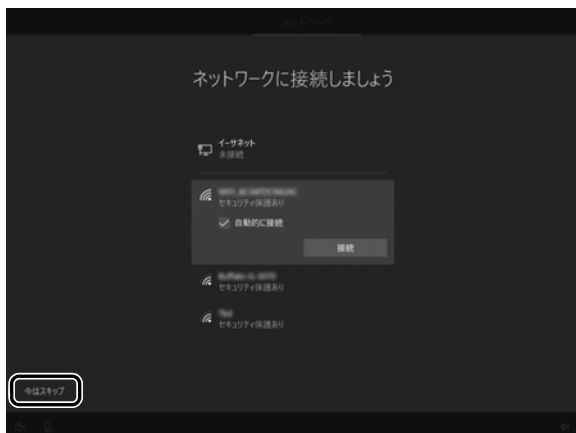 ネットワーク
ネットワークに接続しましょう
イーサネット
未接続
セキュリティ保護あり
自動的に接続
接続
セキュリティ保護あり
セキュリティ保護あり
今はスキップ